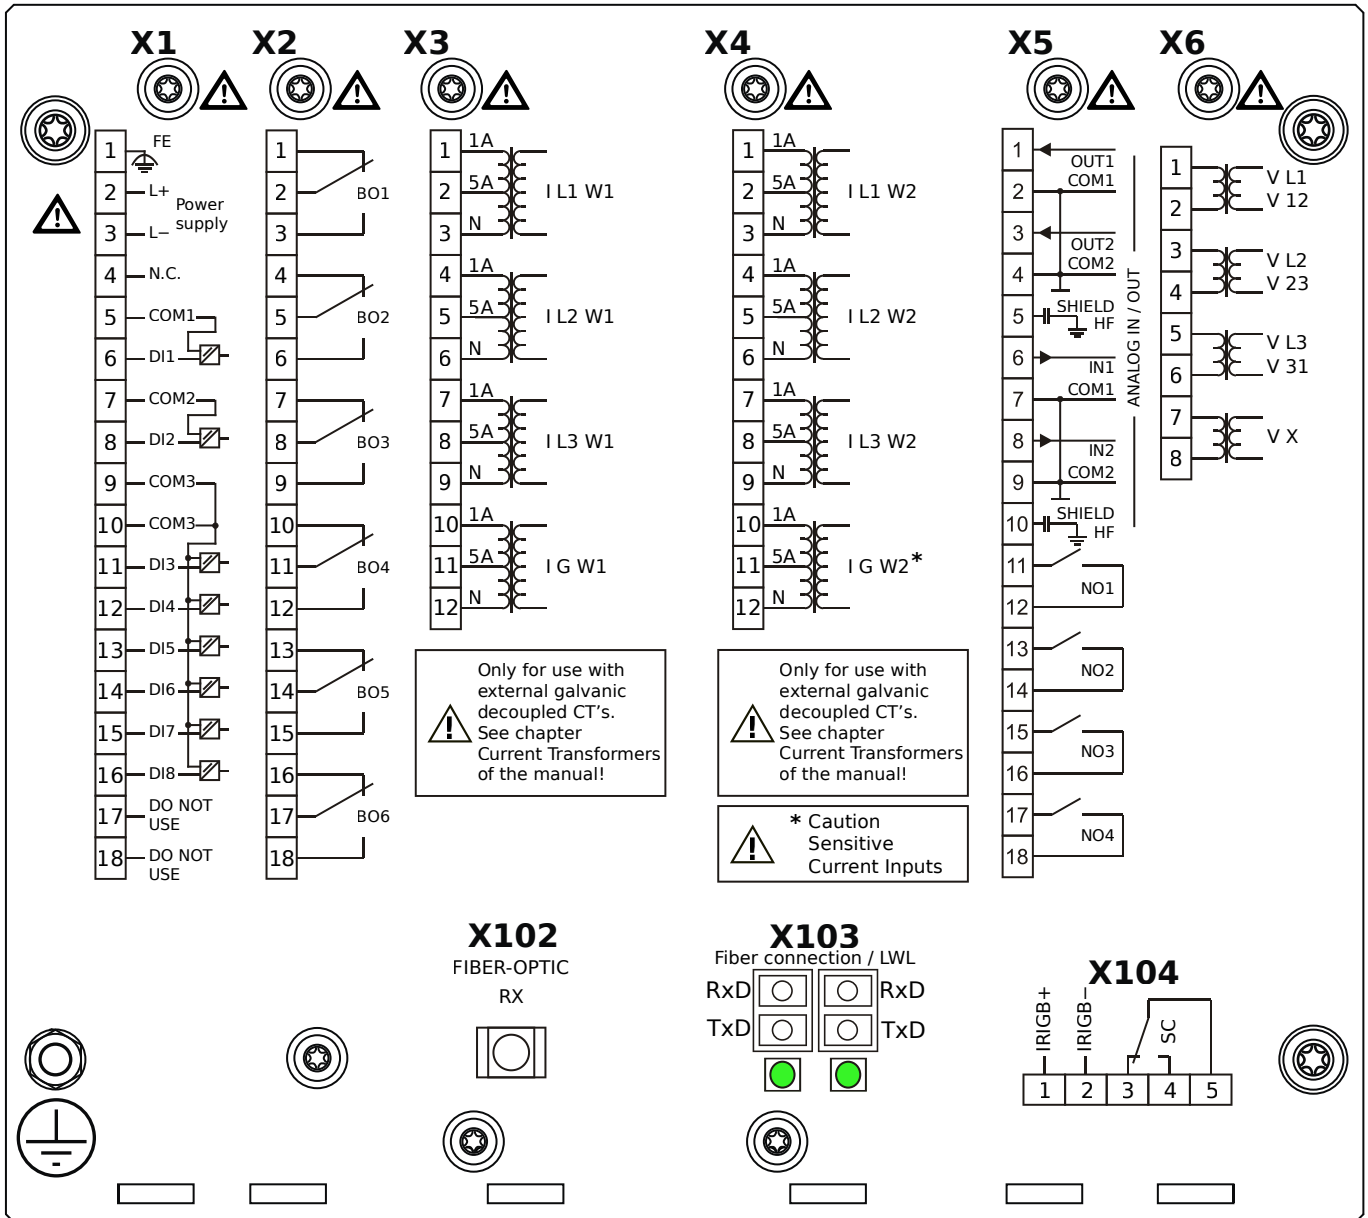 X1
X2
X3
X4
X5
X6
1 FE
2 L+
Power
supply
3 L−
4 N.C.
5 COM1
6 DI1
7 COM2
8 DI2
9 COM3
10 COM3
11 DI3
12 DI4
13 DI5
14 DI6
15 DI7
16 DI8
17 DO NOT
USE
18 DO NOT
USE
1
2 BO1
3
4
5 BO2
6
7
8 BO3
9
10
11 BO4
12
13
14 BO5
15
16
17 BO6
18
1 1A
2 5A I L1 W1
3 N
4 1A
5 5A I L2 W1
6 N
7 1A
8 5A I L3 W1
9 N
10 1A
11 5A I G W1
12 N
Only for use with
external galvanic
decoupled CT's.
See chapter
Current Transformers
of the manual!
1 1A
2 5A I L1 W2
3 N
4 1A
5 5A I L2 W2
6 N
7 1A
8 5A I L3 W2
9 N
10 1A
11 5A I G W2*
12 N
Only for use with
external galvanic
decoupled CT's.
See chapter
Current Transformers
of the manual!
* Caution
Sensitive
Current Inputs
1 OUT1
2 COM1
3 OUT2
4 COM2
5 SHIELD
HF
6 IN1
7 COM1
8 IN2
9 COM2
10 SHIELD
HF
ANALOG IN / OUT
11
NO1
12
13
NO2
14
15
NO3
16
17
NO4
18
1 V L1
2 V 12
3 V L2
4 V 23
5 V L3
6 V 31
7
V X
8
X102
FIBER-OPTIC
RX
X103
Fiber connection / LWL
RxD RxD
TxD TxD
X104
IRIGB+
IRIGB−
SC
1 2 3 4 5